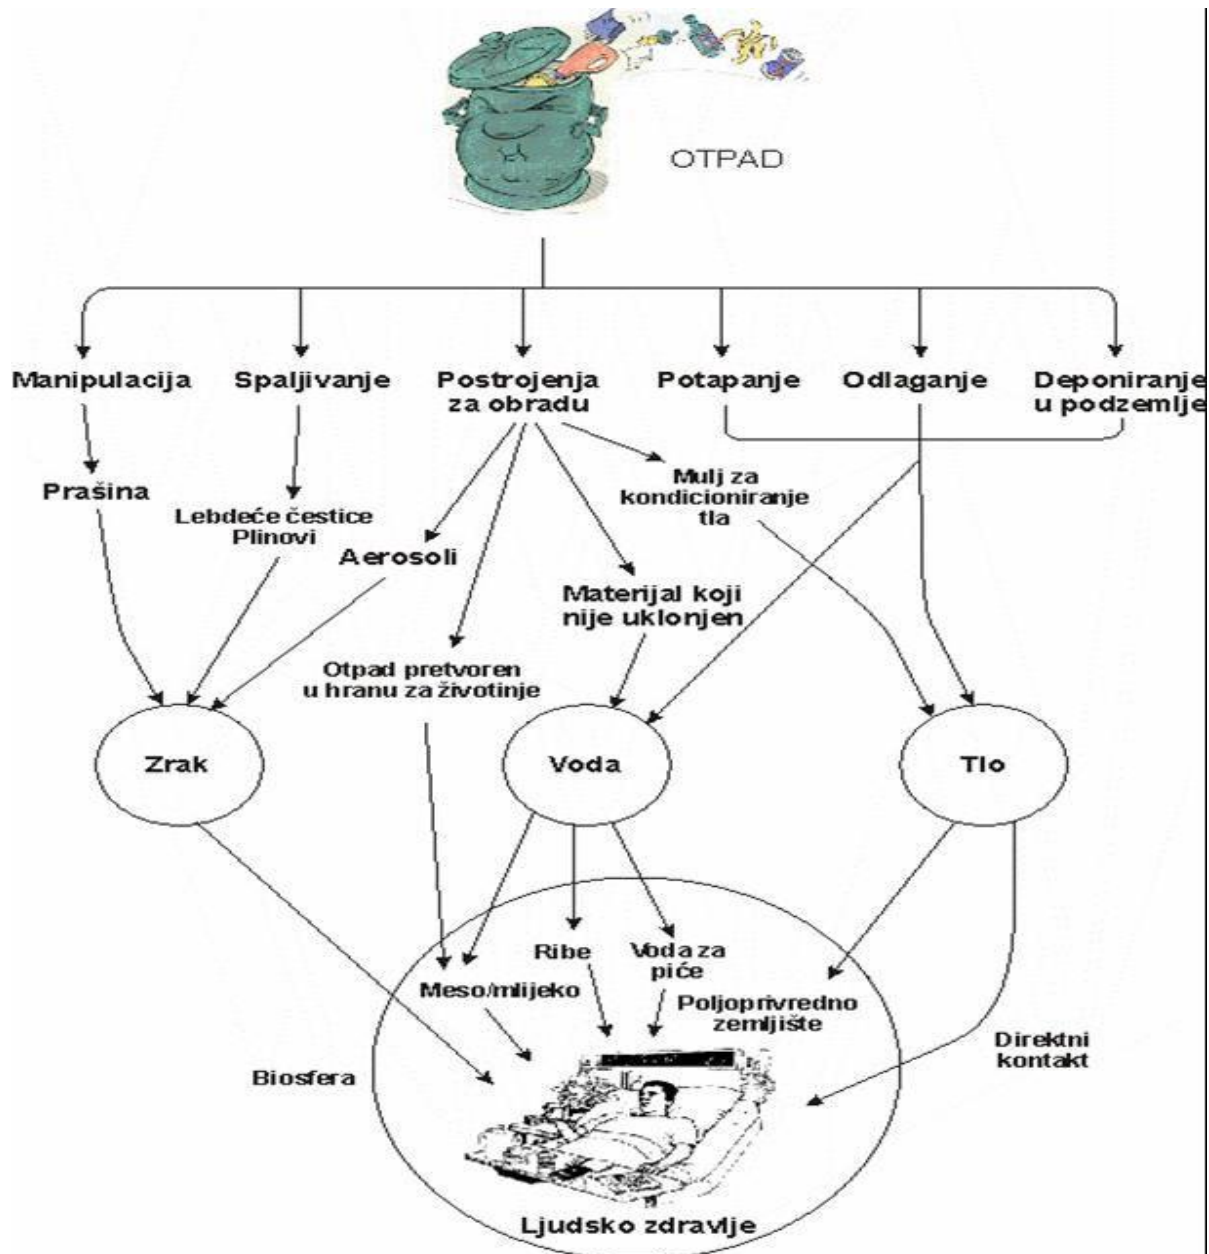 OTPAD
Manipulacija
Spaljivanje
Postrojenja
za obradu
Potapanje
Odlaganje
Deponiranje
u podzemlje
Prašina
Lebdeće čestice
Plinovi
Aerosoli
Mulj za
kondicioniranje
tla
Materijal koji
nije uklonjen
Otpad pretvoren
u hranu za životinje
Zrak
Voda
Tlo
Ribe
Voda za
piće
Meso/mlijeko
Poljoprivredno
zemljište
Direktni
kontakt
Biosfera
Ljudsko zdravlje